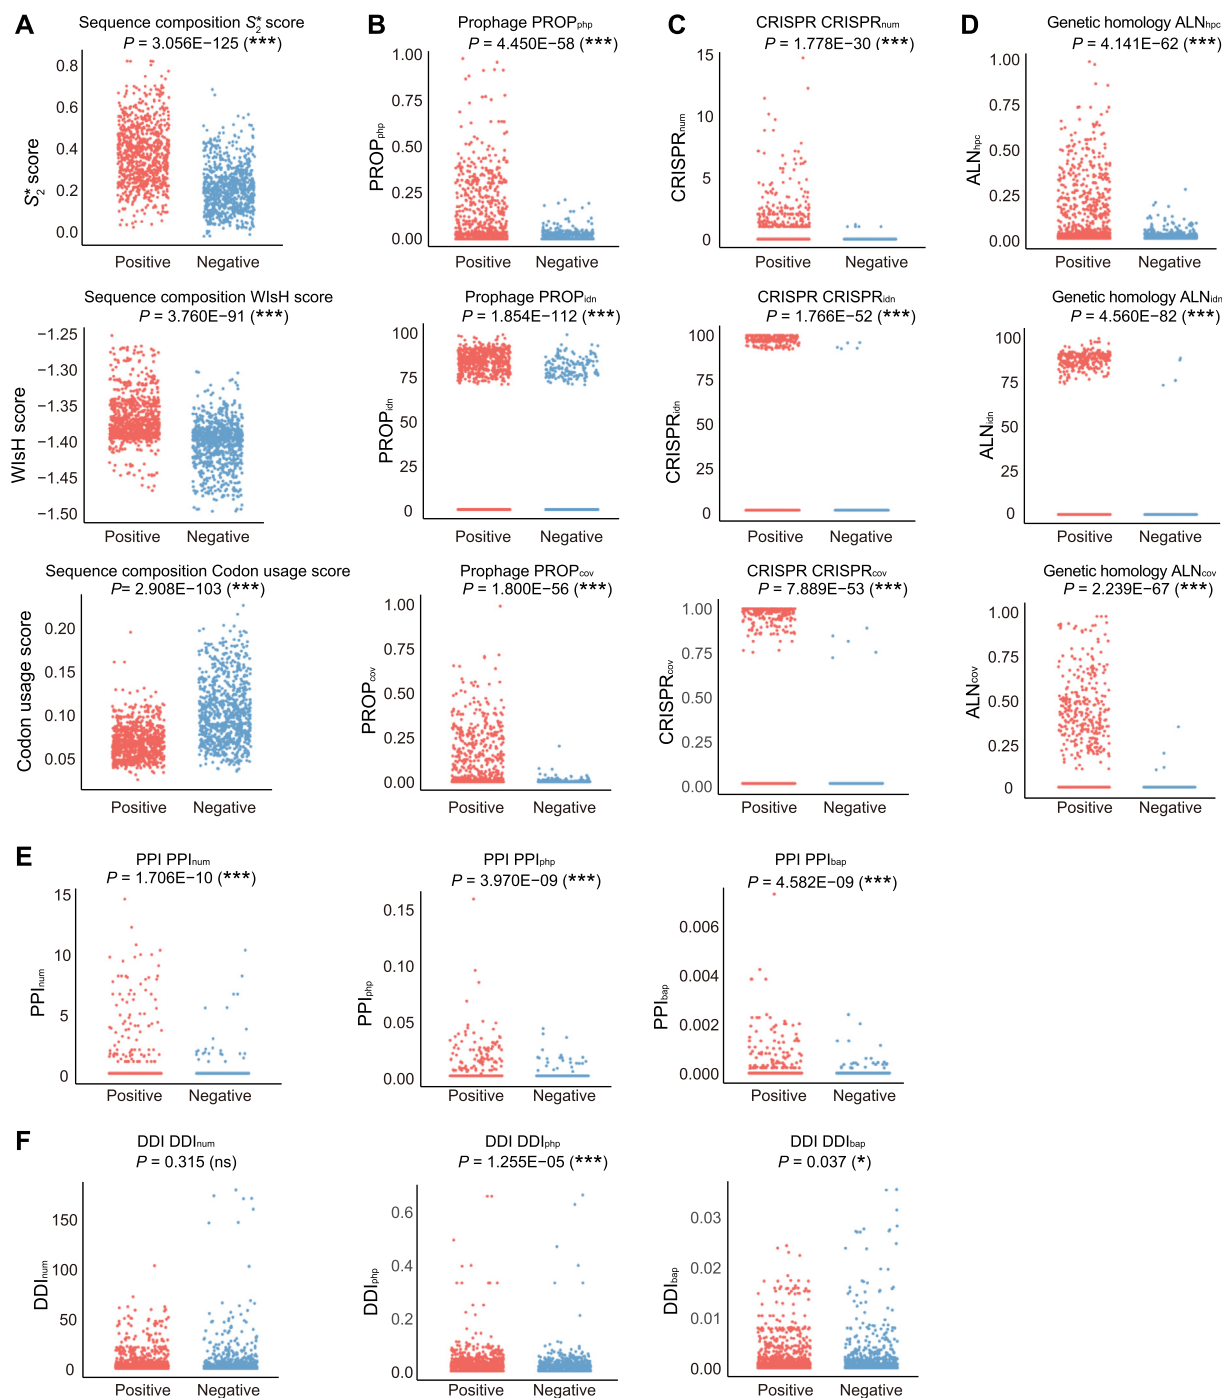 A
Sequence composition S₂* score
P = 3.056E−125 (***)
0.8
0.6
0.4
0.2
0.0
S₂* score
Positive Negative
Sequence composition WIsH score
P = 3.760E−91 (***)
−1.25
−1.30
−1.35
−1.40
−1.45
−1.50
WIsH score
Positive Negative
Sequence composition Codon usage score
P= 2.908E−103 (***)
0.20
0.15
0.10
0.05
Codon usage score
Positive Negative
B
Prophage PROPphp
P = 4.450E−58 (***)
1.00
0.75
0.50
0.25
0.00
PROPphp
Positive Negative
Prophage PROPidn
P = 1.854E−112 (***)
100
75
50
25
0
PROPidn
Positive Negative
Prophage PROPcov
P = 1.800E−56 (***)
1.00
0.75
0.50
0.25
0.00
PROPcov
Positive Negative
C
CRISPR CRISPRnum
P = 1.778E−30 (***)
15
10
5
0
CRISPRnum
Positive Negative
CRISPR CRISPRidn
P = 1.766E−52 (***)
100
75
50
25
0
CRISPRidn
Positive Negative
CRISPR CRISPRcov
P = 7.889E−53 (***)
1.00
0.75
0.50
0.25
0.00
CRISPRcov
Positive Negative
D
Genetic homology ALNhpc
P = 4.141E−62 (***)
1.00
0.75
0.50
0.25
0.00
ALNhpc
Positive Negative
Genetic homology ALNidn
P = 4.560E−82 (***)
100
75
50
25
0
ALNidn
Positive Negative
Genetic homology ALNcov
P = 2.239E−67 (***)
1.00
0.75
0.50
0.25
0
ALNcov
Positive Negative
E
PPI PPInum
P = 1.706E−10 (***)
15
10
5
0
PPInum
Positive Negative
PPI PPIphp
P = 3.970E−09 (***)
0.15
0.10
0.05
0.00
PPIphp
Positive Negative
PPI PPIbap
P = 4.582E−09 (***)
0.006
0.004
0.002
0.000
PPIbap
Positive Negative
F
DDI DDInum
P = 0.315 (ns)
150
100
50
0
DDInum
Positive Negative
DDI DDIphp
P = 1.255E−05 (***)
0.6
0.4
0.2
0.0
DDIphp
Positive Negative
DDI DDIbap
P = 0.037 (*)
0.03
0.02
0.01
0.00
DDIbap
Positive Negative